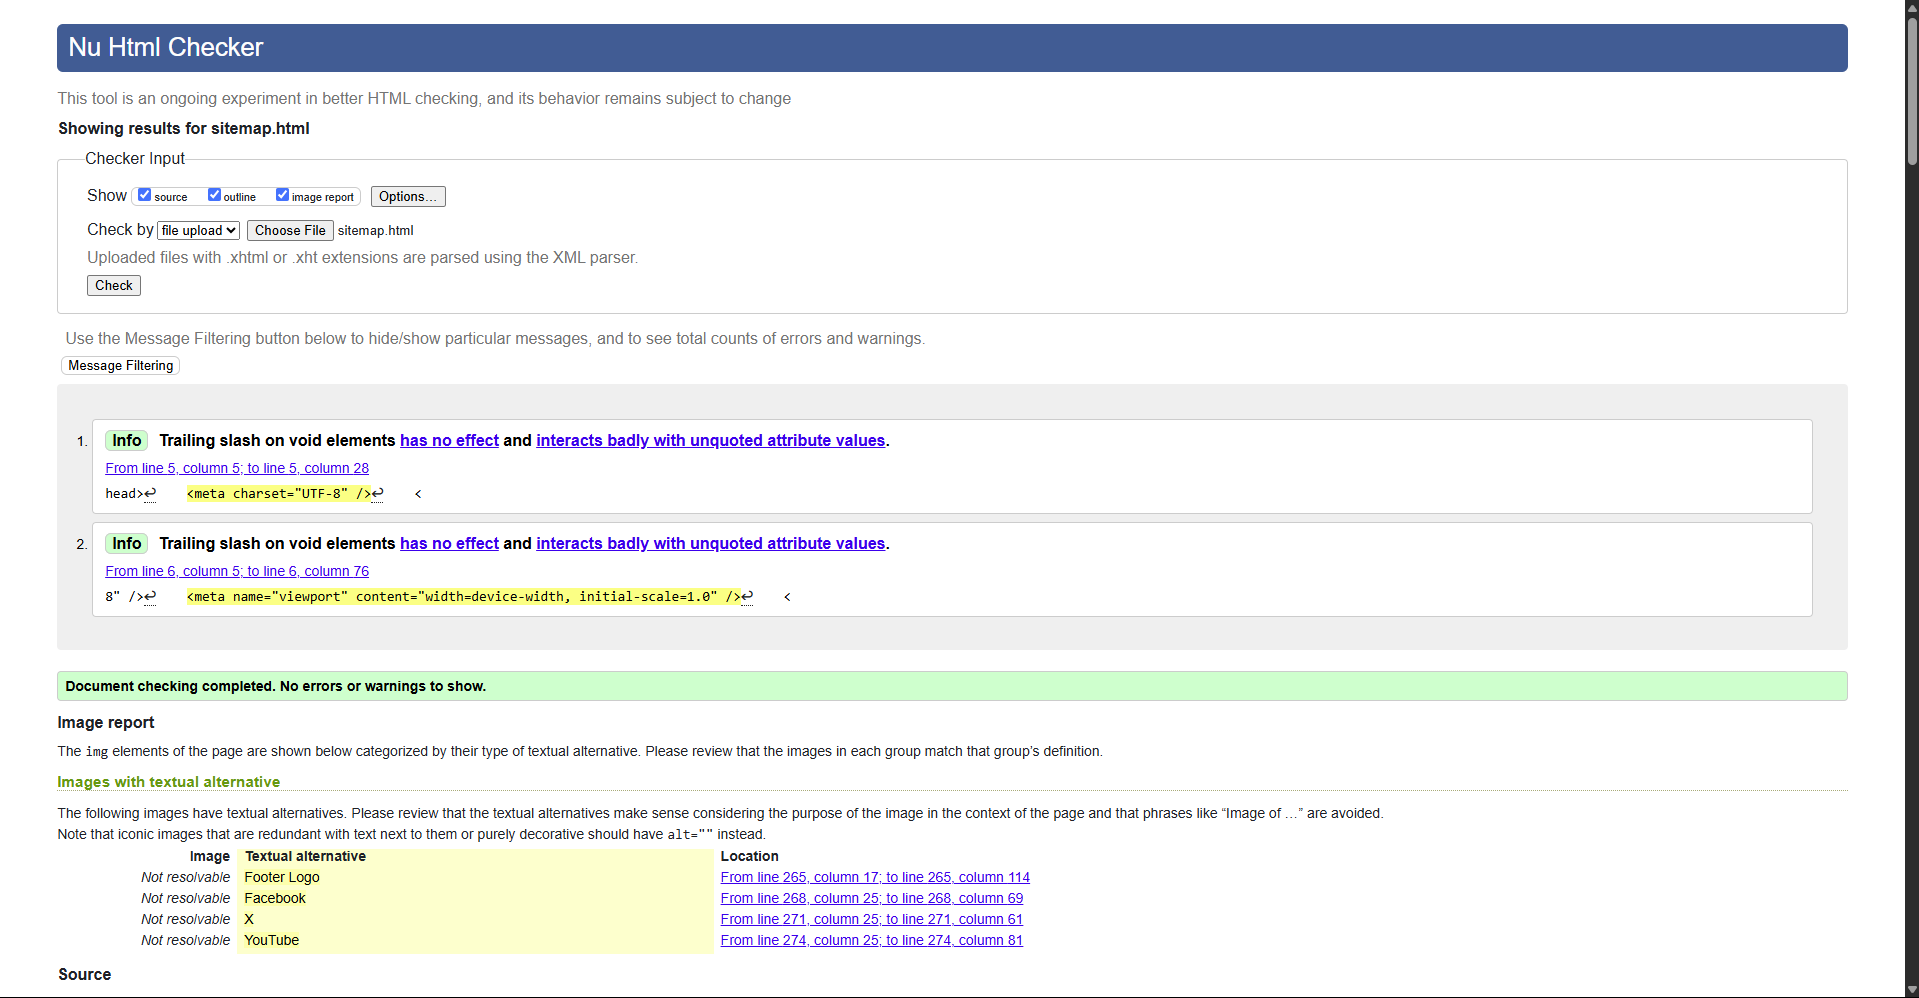 Nu Html Checker
This tool is an ongoing experiment in better HTML checking, and its behavior remains subject to change
Showing results for sitemap.html
Checker Input
Show source outline image report Options...
Check by file upload Choose File sitemap.html
Uploaded files with .xhtml or .xht extensions are parsed using the XML parser.
Check
Use the Message Filtering button below to hide/show particular messages, and to see total counts of errors and warnings.
Message Filtering
1. Info Trailing slash on void elements has no effect and interacts badly with unquoted attribute values.
From line 5, column 5; to line 5, column 28
head>↩ <meta charset="UTF-8" />↩ <
2. Info Trailing slash on void elements has no effect and interacts badly with unquoted attribute values.
From line 6, column 5; to line 6, column 76
8" />↩ <meta name="viewport" content="width=device-width, initial-scale=1.0" />↩ <
Document checking completed. No errors or warnings to show.
Image report
The img elements of the page are shown below categorized by their type of textual alternative. Please review that the images in each group match that group’s definition.
Images with textual alternative
The following images have textual alternatives. Please review that the textual alternatives make sense considering the purpose of the image in the context of the page and that phrases like “Image of …” are avoided.
Note that iconic images that are redundant with text next to them or purely decorative should have alt="" instead.
Image Textual alternative Location
Not resolvable Footer Logo From line 265, column 17; to line 265, column 114
Not resolvable Facebook From line 268, column 25; to line 268, column 69
Not resolvable X From line 271, column 25; to line 271, column 61
Not resolvable YouTube From line 274, column 25; to line 274, column 81
Source